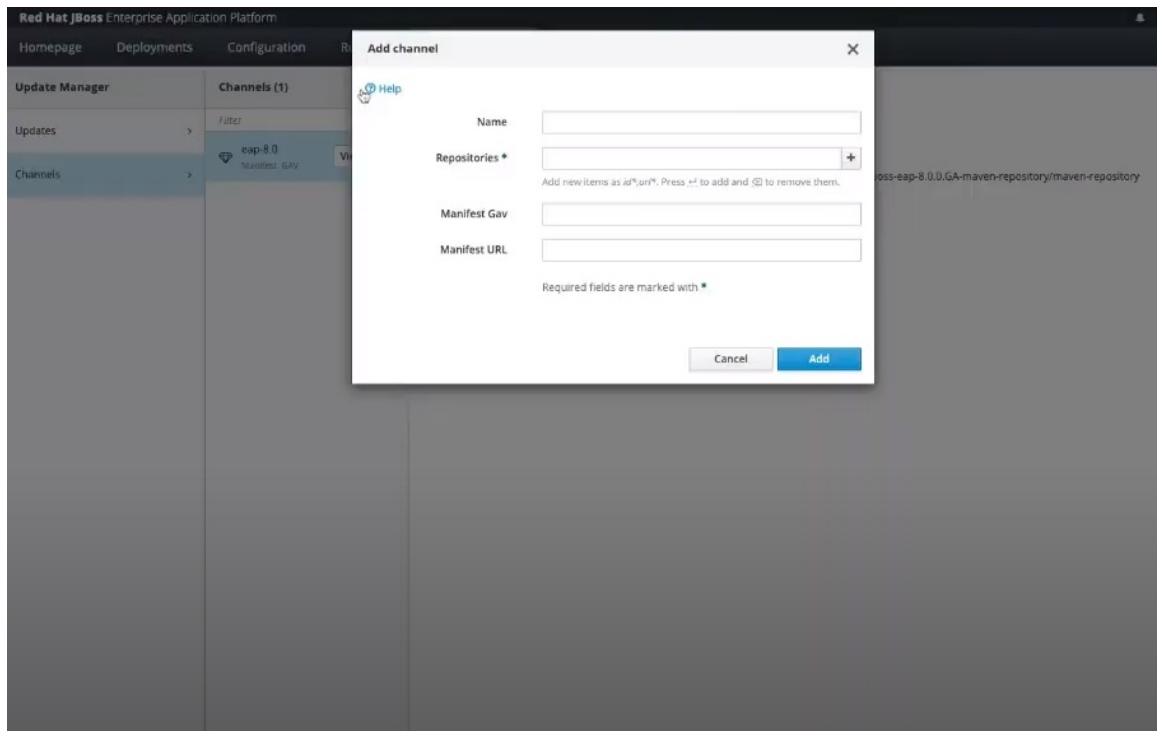 Red Hat JBoss Enterprise Application Platform
Homepage Deployments Configuration R
Add channel
Update Manager
Channels (1)
Help
Filter
Name
Updates
eap-8.0
Manifest GAV
Vi
Repositories *
Add new items as id*;url*. Press ↵ to add and ⌫ to remove them.
Channels
oss-eap-8.0.0.GA-maven-repository/maven-repository
Manifest Gav
Manifest URL
Required fields are marked with *
Cancel Add